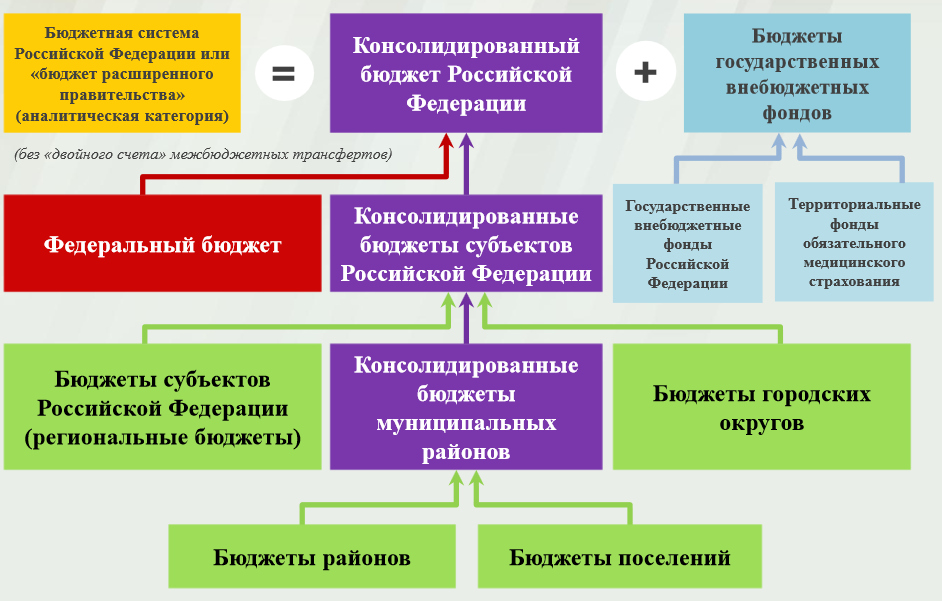 Бюджетная система
Российской Федерации или
«бюджет расширенного
правительства»
(аналитическая категория)
=
Консолидированный
бюджет Российской
Федерации
+
Бюджеты
государственных
внебюджетных
фондов
(без «двойного счета» межбюджетных трансфертов)
Федеральный бюджет
Консолидированные
бюджеты субъектов
Российской Федерации
Государственные
внебюджетные
фонды
Российской
Федерации
Территориальные
фонды
обязательного
медицинского
страхования
Бюджеты субъектов
Российской Федерации
(региональные бюджеты)
Консолидированные
бюджеты
муниципальных
районов
Бюджеты городских
округов
Бюджеты районов
Бюджеты поселений